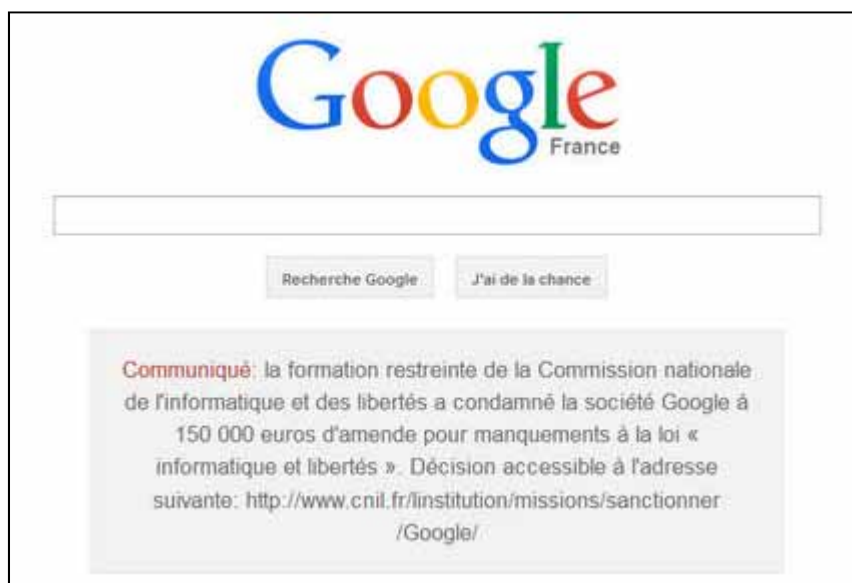 Google
France
Recherche Google
J'ai de la chance
Communiqué: la formation restreinte de la Commission nationale
de l'informatique et des libertés a condamné la société Google à
150 000 euros d'amende pour manquements à la loi «
informatique et libertés ». Décision accessible à l'adresse
suivante: http://www.cnil.fr/linstitution/missions/sanctionner
/Google/